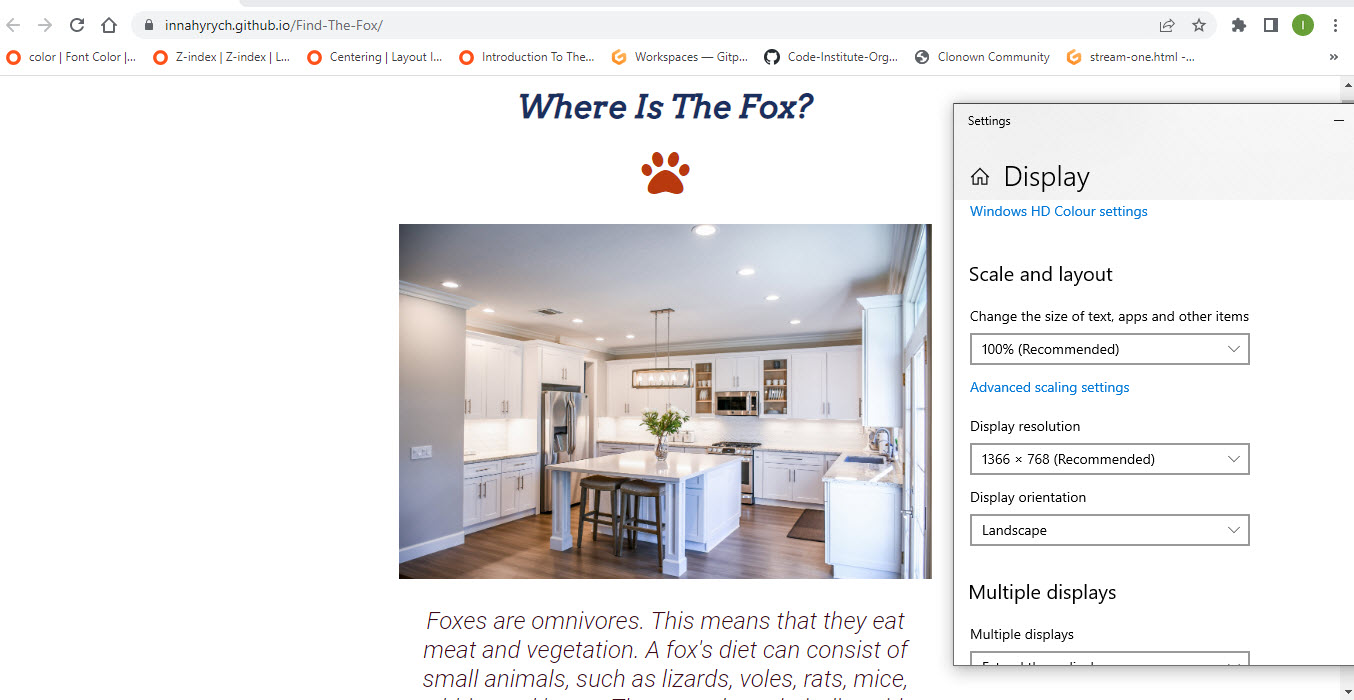 innahyrych.github.io/Find-The-Fox/
I
color | Font Color |... Z-index | Z-index | L... Centering | Layout I... Introduction To The... Workspaces — Gitp... Code-Institute-Org... Clonown Community stream-one.html -... »
Where Is The Fox?
Foxes are omnivores. This means that they eat
meat and vegetation. A fox's diet can consist of
small animals, such as lizards, voles, rats, mice,
Settings
Display
Windows HD Colour settings
Scale and layout
Change the size of text, apps and other items
100% (Recommended)
Advanced scaling settings
Display resolution
1366 × 768 (Recommended)
Display orientation
Landscape
Multiple displays
Multiple displays